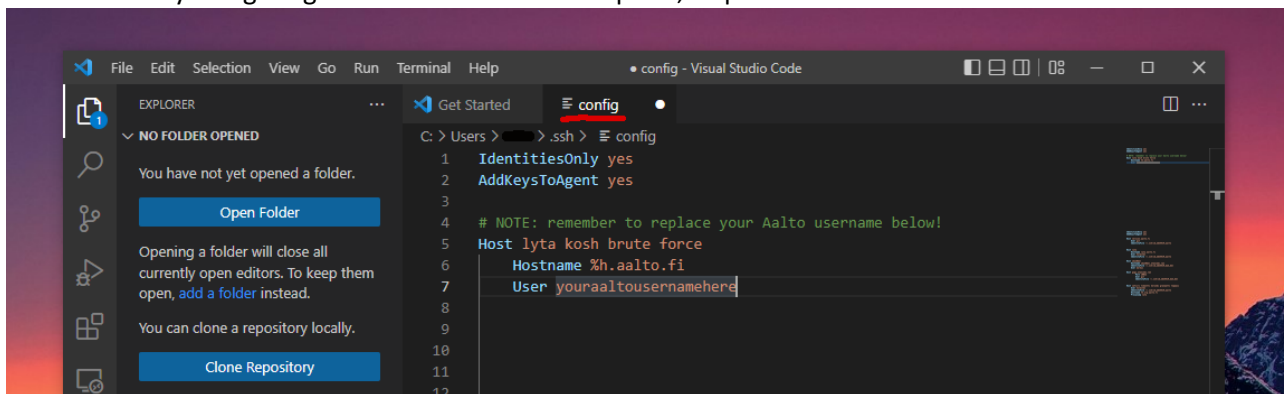 File Edit Selection View Go Run Terminal Help ● config - Visual Studio Code
EXPLORER ...
Get Started config ●
NO FOLDER OPENED
C: > Users > > .ssh > config
You have not yet opened a folder.
Open Folder
Opening a folder will close all
currently open editors. To keep them
open, add a folder instead.
You can clone a repository locally.
Clone Repository
1
1 IdentitiesOnly yes
2 AddKeysToAgent yes
3
4 # NOTE: remember to replace your Aalto username below!
5 Host lyta kosh brute force
6 Hostname %h.aalto.fi
7 User youraaltousernamehere
8
9
10
11